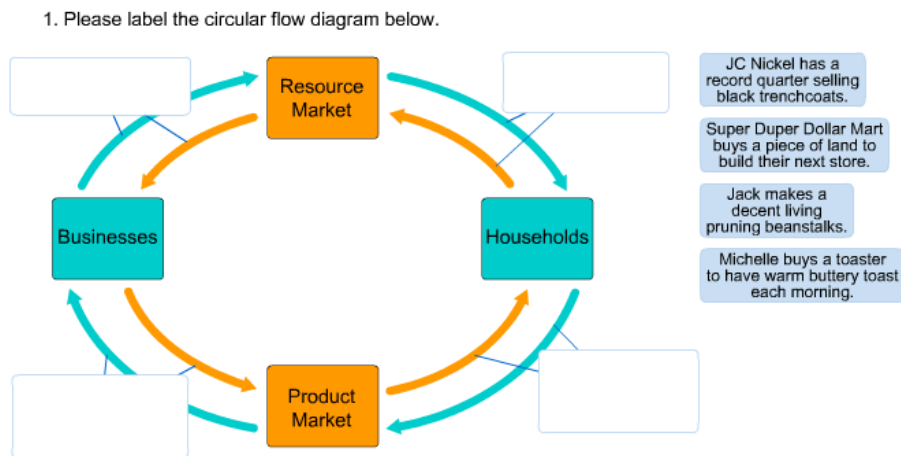 1. Please label the circular flow diagram below.
Resource
Market
Businesses
Households
Product
Market
JC Nickel has a
record quarter selling
black trenchcoats.
Super Duper Dollar Mart
buys a piece of land to
build their next store.
Jack makes a
decent living
pruning beanstalks.
Michelle buys a toaster
to have warm buttery toast
each morning.